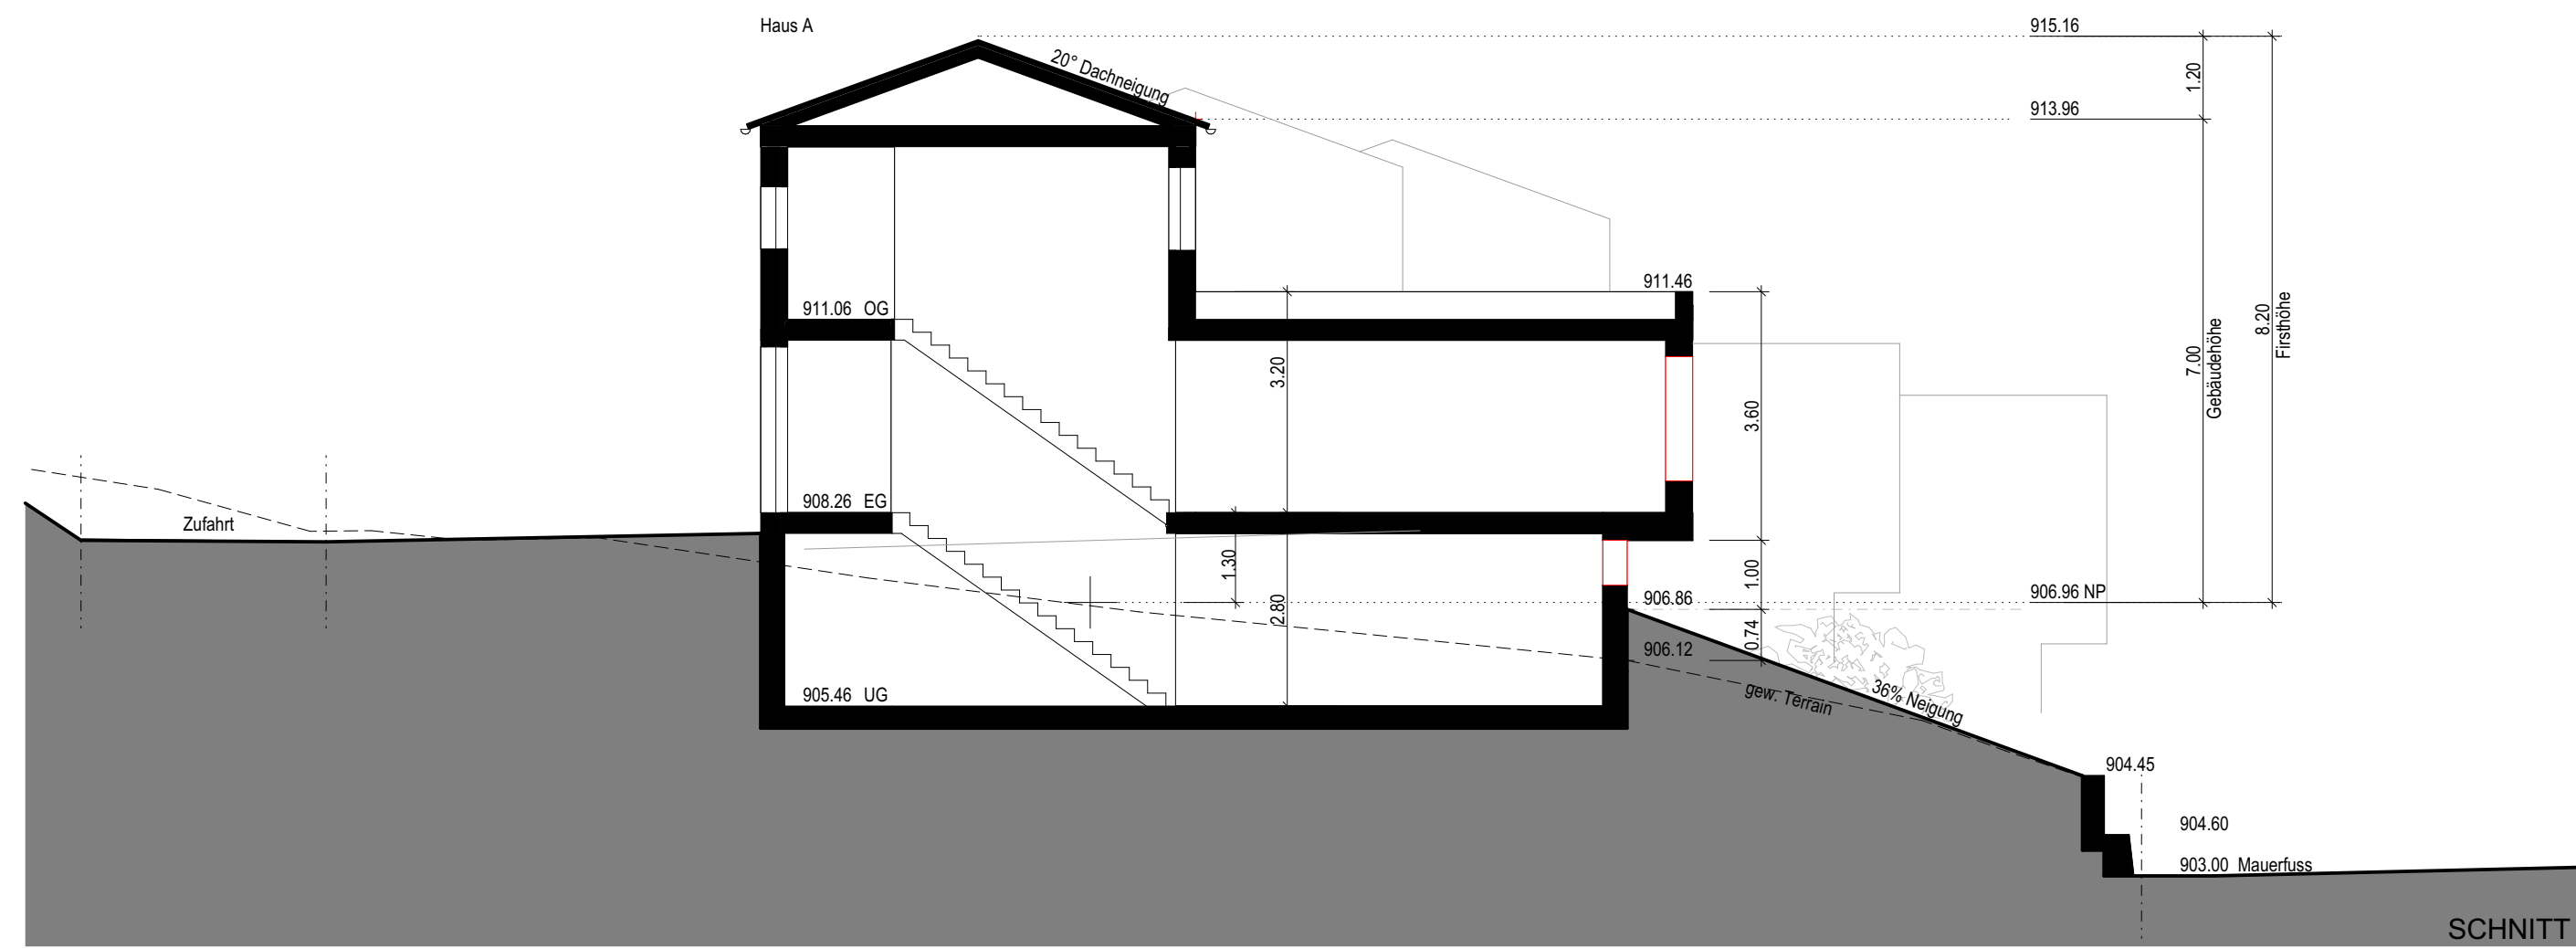 Haus A
915.16
20° Dachneigung
1.20
913.96
911.46
911.06 OG
8.20
Firsthöhe
7.00
Gebäudehöhe
3.20
3.60
908.26 EG
Zufahrt
1.30
1.00
906.96 NP
906.86
2.80
0.74
906.12
905.46 UG
gew. Terrain
36% Neigung
904.45
904.60
903.00 Mauerfuss
SCHNITT